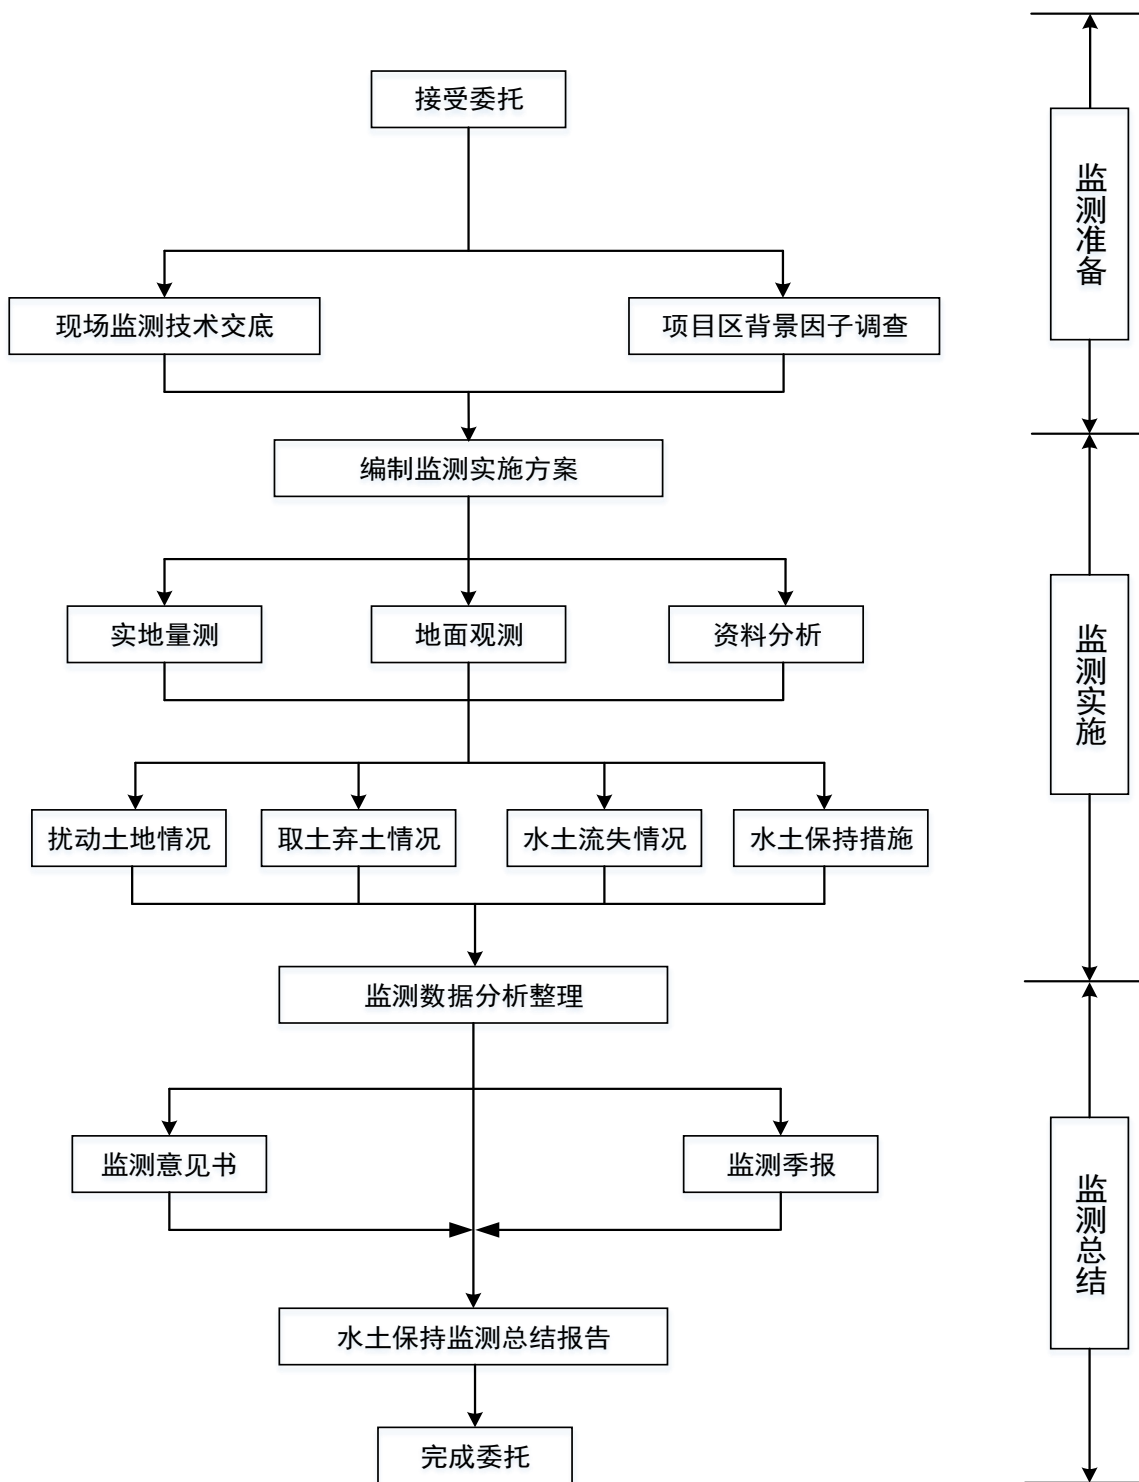 接受委托
现场监测技术交底
项目区背景因子调查
编制监测实施方案
实地量测
地面观测
资料分析
扰动土地情况
取土弃土情况
水土流失情况
水土保持措施
监测数据分析整理
监测意见书
监测季报
水土保持监测总结报告
完成委托
监测准备
监测实施
监测总结